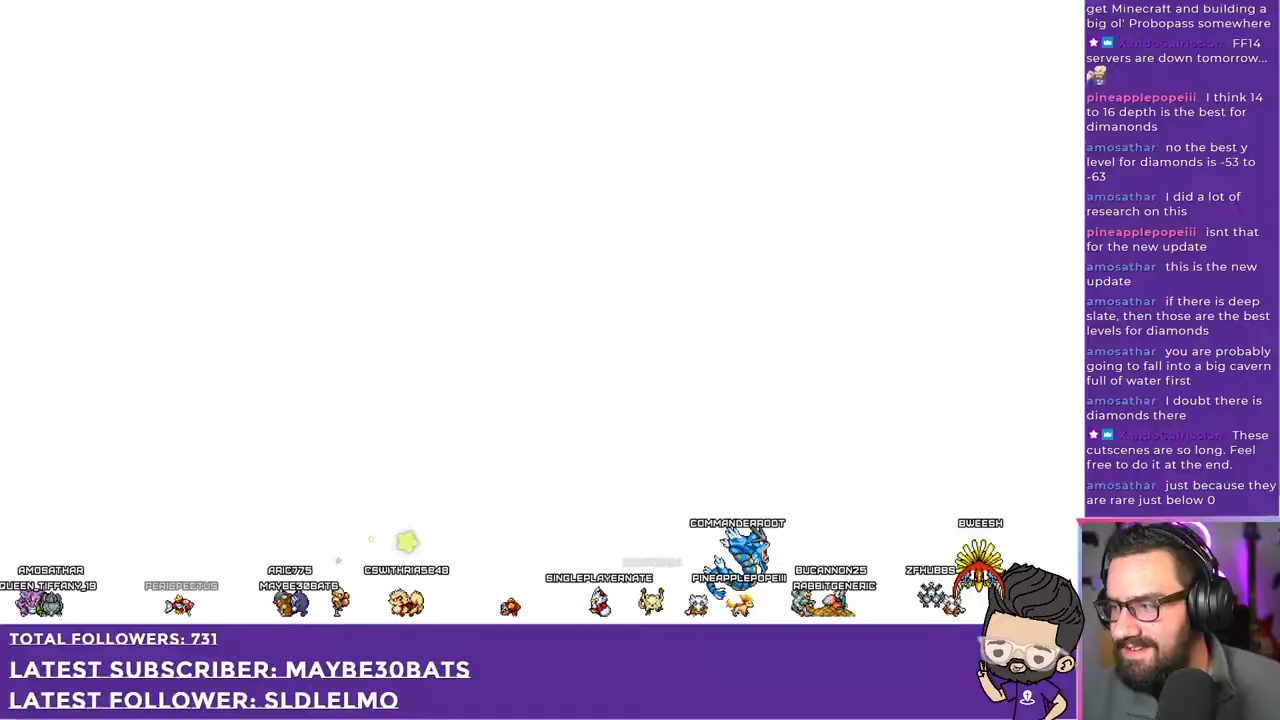 get Minecraft and building a
big ol' Probopass somewhere
XandoCalrissian FF14
servers are down tomorrow...
pineapplepopeiii I think 14
to 16 depth is the best for
dimanonds
amosathar no the best y
level for diamonds is -53 to
-63
amosathar I did a lot of
research on this
pineapplepopeiii isnt that
for the new update
amosathar this is the new
update
amosathar if there is deep
slate, then those are the best
levels for diamonds
amosathar you are probably
going to fall into a big cavern
full of water first
amosathar I doubt there is
diamonds there
XandoCalrissian These
cutscenes are so long. Feel
free to do it at the end.
amosathar just because they
are rare just below 0
COMMANDERROOT
BWEESH
AMOSATHAR
ARIC775
BUCANNON25
QUEEN_TIFFANY_19
PERISPECTUS
MAYBE30BATS
SINGLEPLAYERNATE
PINEAPPLEPOPEIII
RABBITGENERIC
TOTAL FOLLOWERS: 731
LATEST SUBSCRIBER: MAYBE30BATS
LATEST FOLLOWER: SLDLELMO